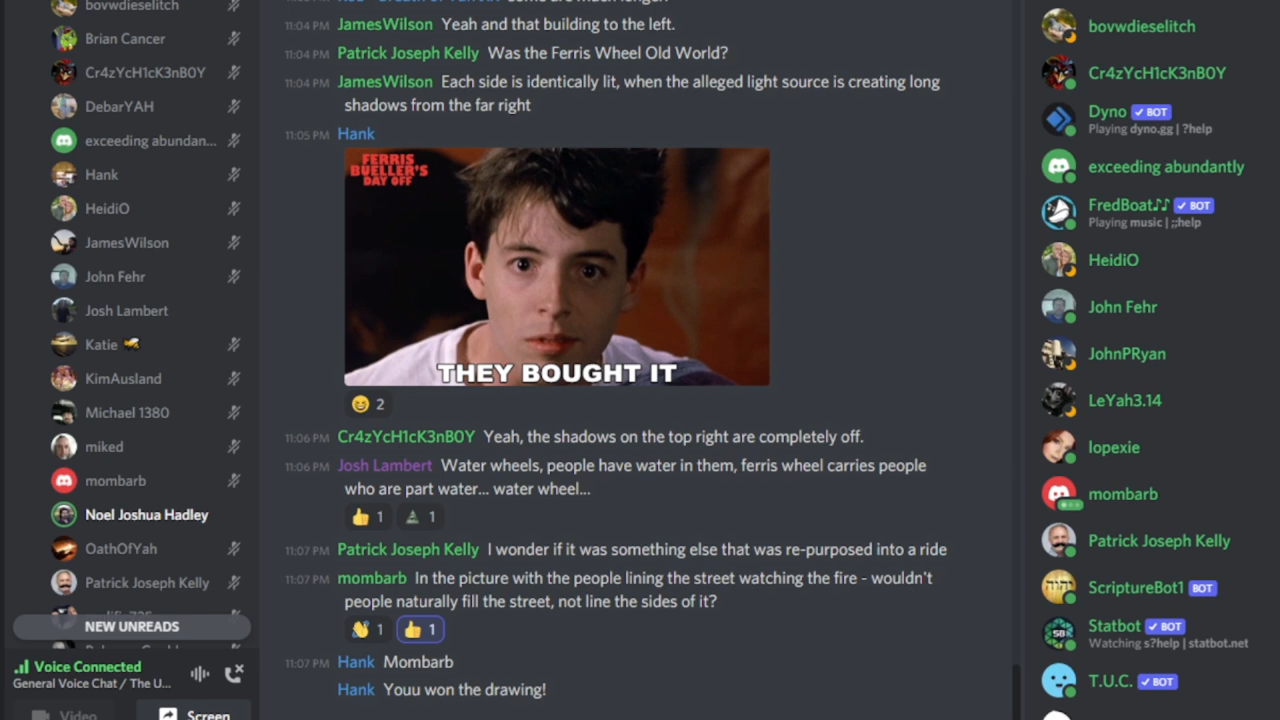 bovwdieselitch
Brian Cancer
Cr4zYcH1cK3nB0Y
DebarYAH
exceeding abundan...
Hank
HeidiO
JamesWilson
John Fehr
Josh Lambert
Katie
KimAusland
Michael 1380
miked
mombarb
Noel Joshua Hadley
OathOfYah
Patrick Joseph Kelly
NEW UNREADS
Voice Connected
General Voice Chat / The U...
Video
Screen
11:04 PM JamesWilson Yeah and that building to the left.
11:04 PM Patrick Joseph Kelly Was the Ferris Wheel Old World?
11:04 PM JamesWilson Each side is identically lit, when the alleged light source is creating long
shadows from the far right
11:05 PM Hank
FERRIS
BUELLER'S
DAY OFF
THEY BOUGHT IT
2
11:06 PM Cr4zYcH1cK3nB0Y Yeah, the shadows on the top right are completely off.
11:06 PM Josh Lambert Water wheels, people have water in them, ferris wheel carries people
who are part water... water wheel...
1 1
11:07 PM Patrick Joseph Kelly I wonder if it was something else that was re-purposed into a ride
11:07 PM mombarb In the picture with the people lining the street watching the fire - wouldn't
people naturally fill the street, not line the sides of it?
1 1
11:07 PM Hank Mombarb
Hank Youu won the drawing!
bovwdieselitch
Cr4zYcH1cK3nB0Y
Dyno BOT
Playing dyno.gg | ?help
exceeding abundantly
FredBoat♪♪ BOT
Playing music | ;;help
HeidiO
John Fehr
JohnPRyan
LeYah3.14
lopexie
mombarb
Patrick Joseph Kelly
ScriptureBot1 BOT
Statbot BOT
Watching s?help | statbot.net
T.U.C. BOT